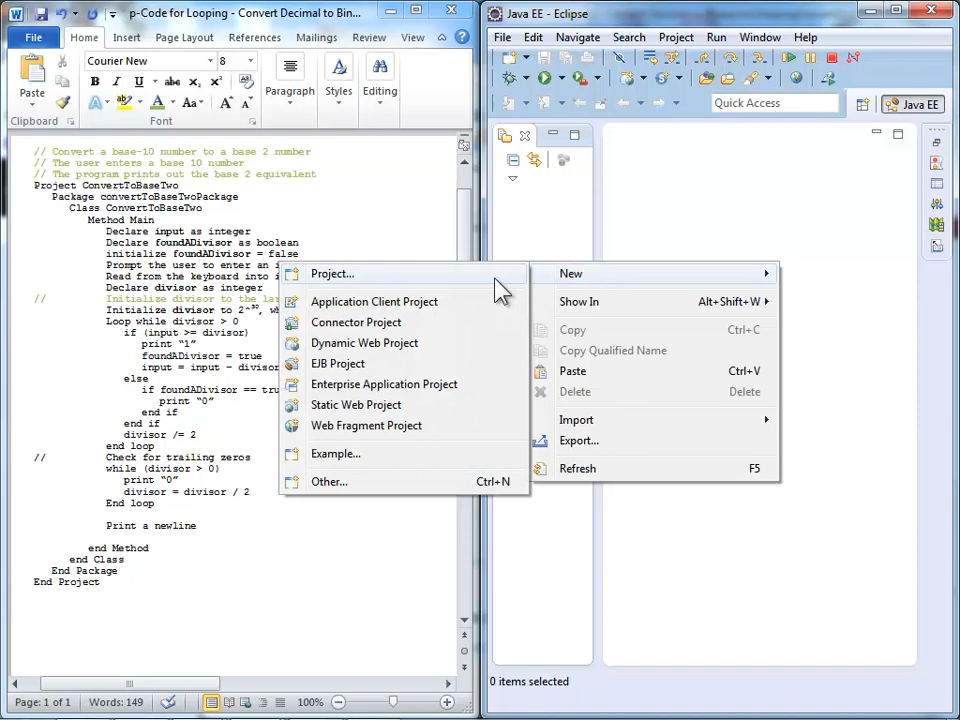 p-Code for Looping - Convert Decimal to Bin...
File Home Insert Page Layout References Mailings Review View
Paste
Clipboard
Courier New 8
B I U abc x₂ x²
A ab A Aa A A
Font
Paragraph
Styles
Editing
// Convert a base-10 number to a base 2 number
// The user enters a base 10 number
// The program prints out the base 2 equivalent
Project ConvertToBaseTwo
Package convertToBaseTwoPackage
Class ConvertToBaseTwo
Method Main
Declare input as integer
Declare foundADivisor as boolean
initialize foundADivisor = false
Prompt the user to enter an i
Read from the keyboard into i
Declare divisor as integer
// Initialize divisor to the la
Initialize divisor to 2^³⁰, wh
Loop while divisor > 0
if (input >= divisor)
print "1"
foundADivisor = true
input = input - divisor
else
if foundADivisor == tru
print "0"
end if
end if
divisor /= 2
end loop
// Check for trailing zeros
while (divisor > 0)
print "0"
divisor = divisor / 2
End loop
Print a newline
end Method
end Class
End Package
End Project
Page: 1 of 1 Words: 149 100%
Java EE - Eclipse
File Edit Navigate Search Project Run Window Help
Quick Access
Java EE
New
Show In Alt+Shift+W
Copy Ctrl+C
Copy Qualified Name
Paste Ctrl+V
Delete Delete
Import
Export...
Refresh F5
Project...
Application Client Project
Connector Project
Dynamic Web Project
EJB Project
Enterprise Application Project
Static Web Project
Web Fragment Project
Example...
Other... Ctrl+N
0 items selected